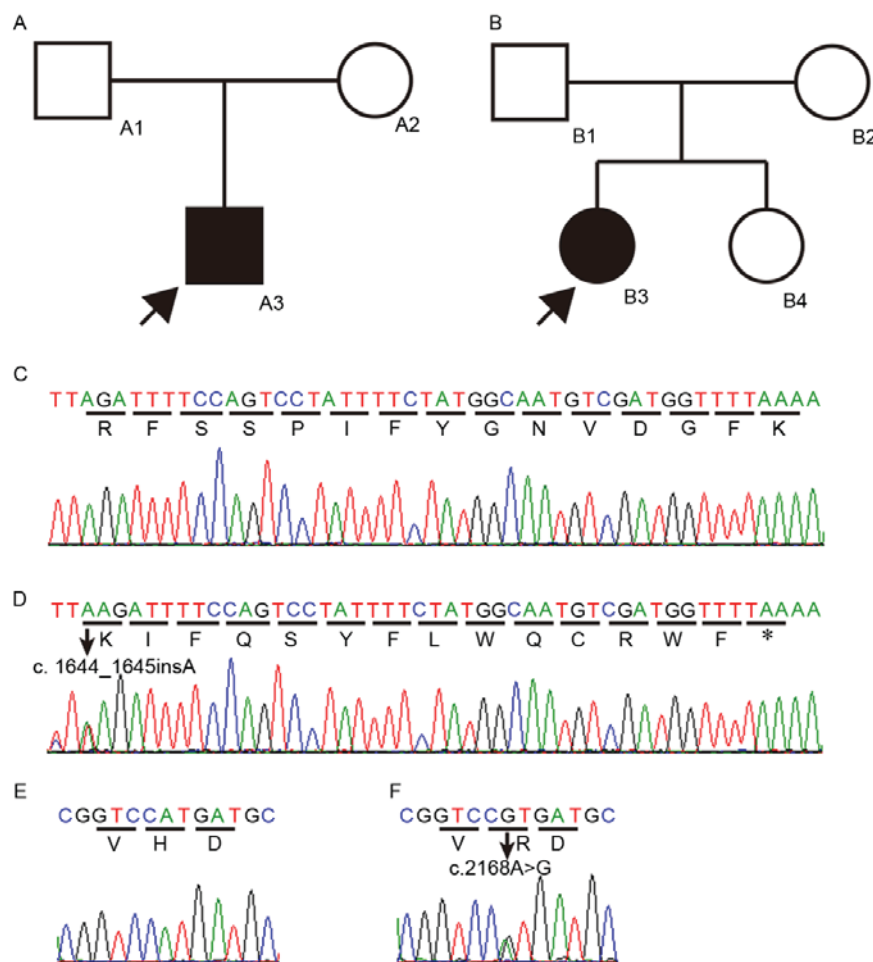 A
B
A1
A2
B1
B2
A3
B3
B4
C
TTAGATTTTCCAGTCCTATTTTCTATGGCAATGTCGATGGTTTTAAAA
R F S S P I F Y G N V D G F K
D
TTAAGATTTTCCAGTCCTATTTTCTATGGCAATGTCGATGGTTTTAAAA
K I F Q S Y F L W Q C R W F *
c. 1644_1645insA
E
F
CGGTCCATGATGC
CGGTCCGTGATGC
V H D
V R D
c.2168A>G